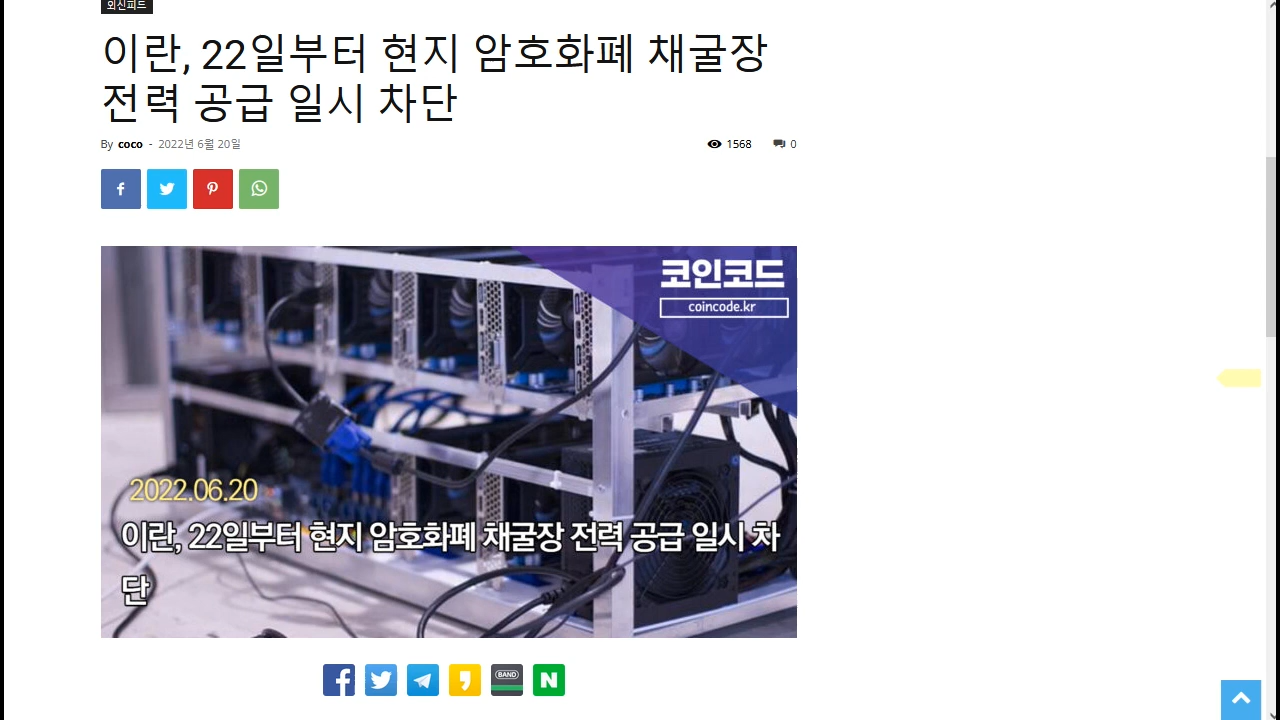 외신피드
이란, 22일부터 현지 암호화폐 채굴장
전력 공급 일시 차단
By coco - 2022년 6월 20일
1568
0
코인코드
coincode.kr
2022.06.20
이란, 22일부터 현지 암호화폐 채굴장 전력 공급 일시 차
단
BAND
N